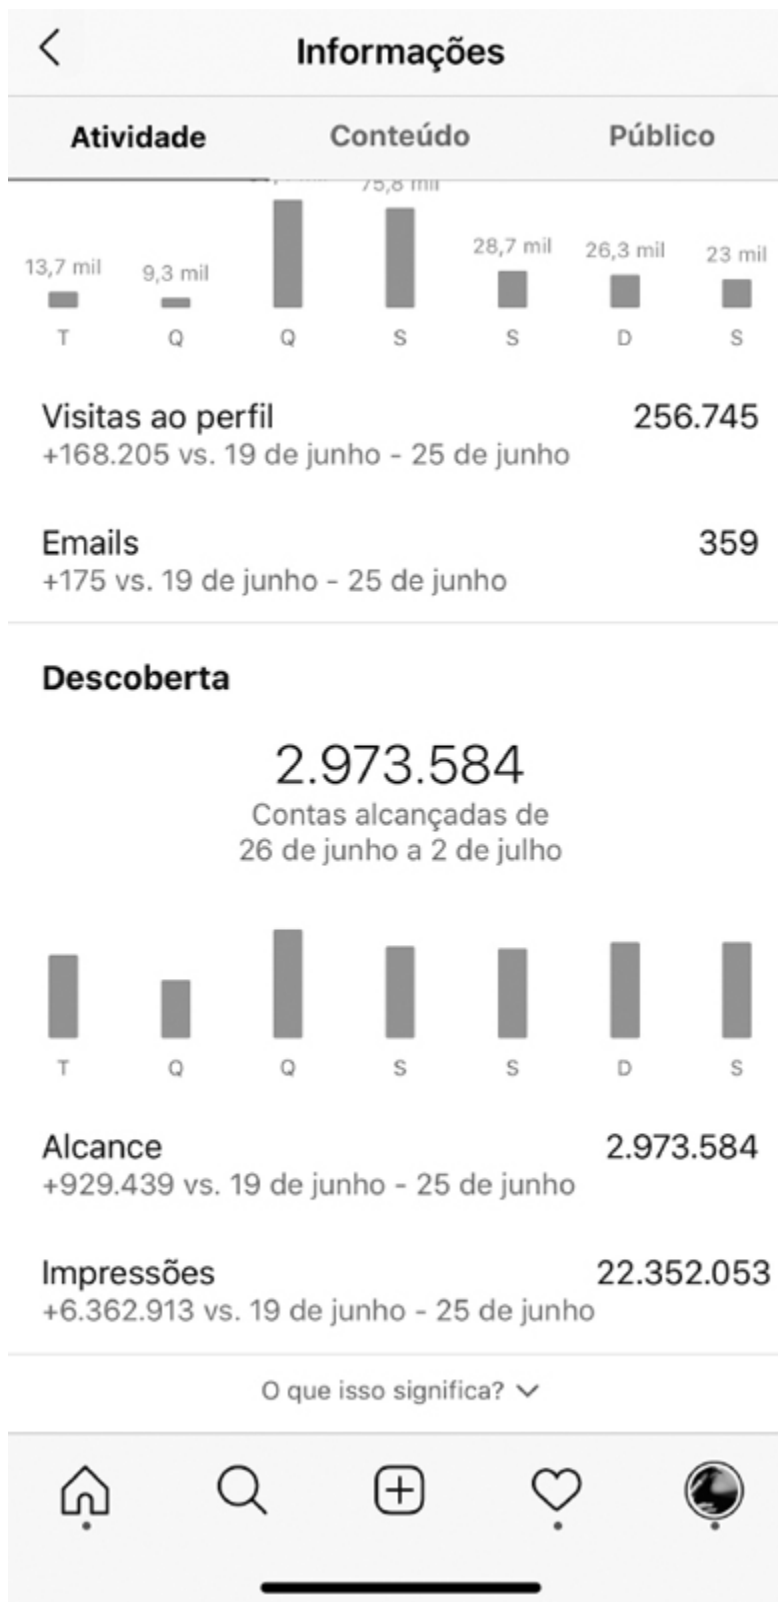 Informações
Atividade Conteúdo Público
75,8 mil
13,7 mil 9,3 mil 28,7 mil 26,3 mil 23 mil
T Q Q S S D S
Visitas ao perfil 256.745
+168.205 vs. 19 de junho - 25 de junho
Emails 359
+175 vs. 19 de junho - 25 de junho
Descoberta
2.973.584
Contas alcançadas de
26 de junho a 2 de julho
T Q Q S S D S
Alcance 2.973.584
+929.439 vs. 19 de junho - 25 de junho
Impressões 22.352.053
+6.362.913 vs. 19 de junho - 25 de junho
O que isso significa?